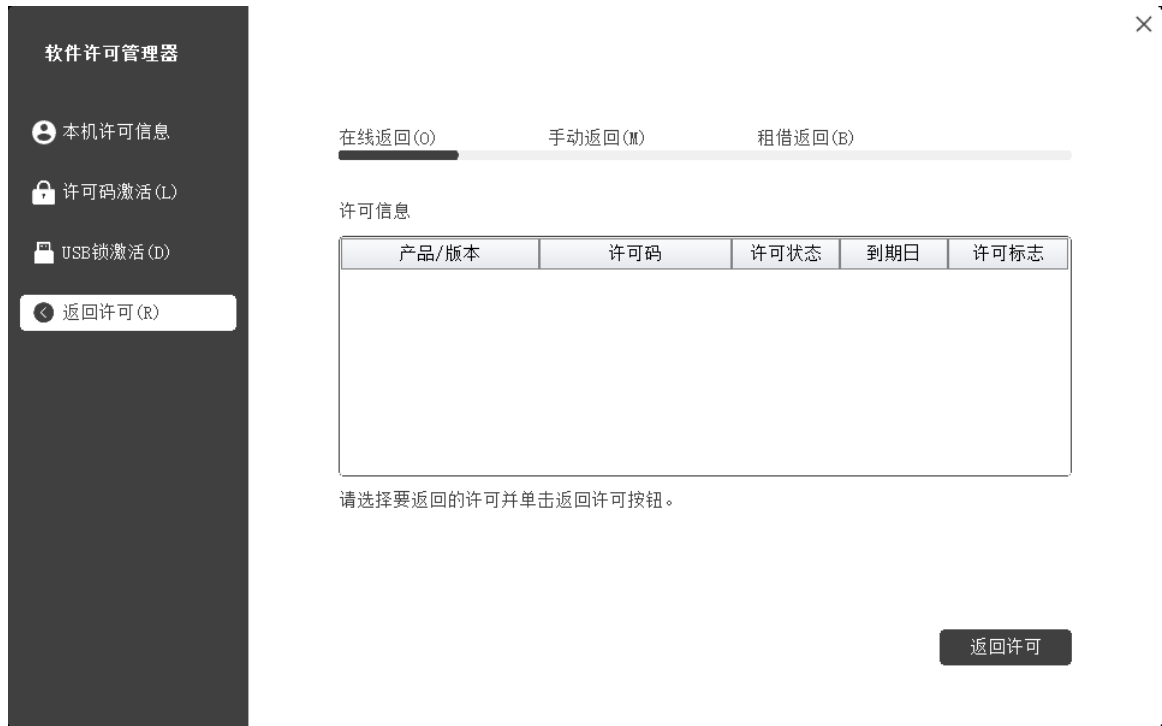 软件许可管理器
本机许可信息
许可码激活(L)
USB锁激活(D)
返回许可(R)
在线返回(O) 手动返回(M) 租借返回(B)
许可信息
产品/版本 许可码 许可状态 到期日 许可标志
请选择要返回的许可并单击返回许可按钮。
返回许可